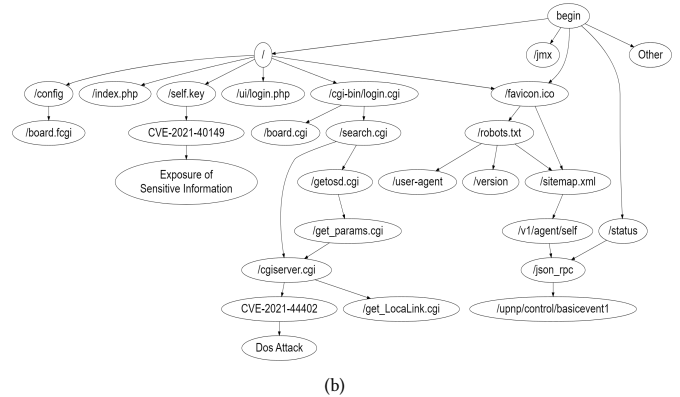 begin
/
/jmx
Other
/config
/index.php
/self.key
/ui/login.php
/cgi-bin/login.cgi
/favicon.ico
/board.fcgi
CVE-2021-40149
/board.cgi
/search.cgi
/robots.txt
Exposure of
Sensitive Information
/getosd.cgi
/user-agent
/version
/sitemap.xml
/get_params.cgi
/v1/agent/self
/status
/cgiserver.cgi
/json_rpc
CVE-2021-44402
/get_LocaLink.cgi
/upnp/control/basicevent1
Dos Attack
(b)